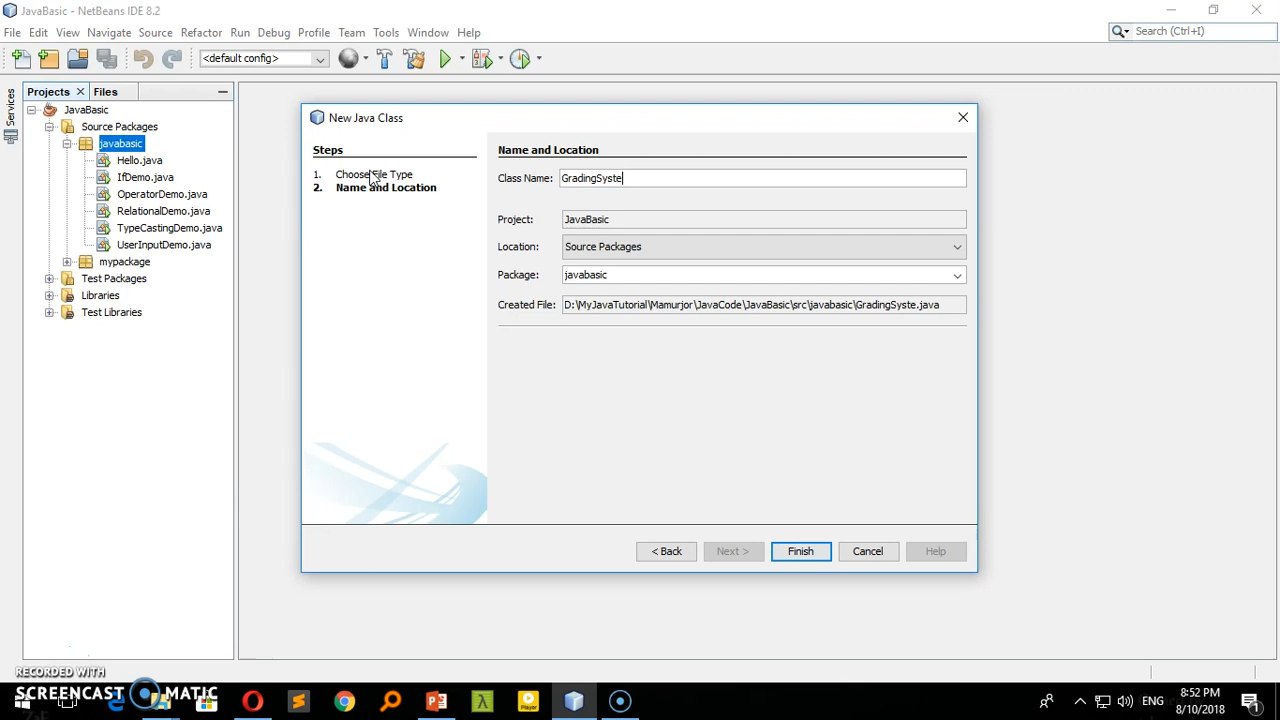 JavaBasic - NetBeans IDE 8.2
File Edit View Navigate Source Refactor Run Debug Profile Team Tools Window Help
Search (Ctrl+I)
<default config>
Services
Projects Files
JavaBasic
Source Packages
javabasic
Hello.java
IfDemo.java
OperatorDemo.java
RelationalDemo.java
TypeCastingDemo.java
UserInputDemo.java
mypackage
Test Packages
Libraries
Test Libraries
New Java Class
Steps
1. Choose File Type
2. Name and Location
Name and Location
Class Name: GradingSyste
Project: JavaBasic
Location: Source Packages
Package: javabasic
Created File: D:\MyJavaTutorial\Mamurjor\JavaCode\JavaBasic\src\javabasic\GradingSyste.java
< Back Next > Finish Cancel Help
RECORDED WITH
SCREENCAST MATIC
Player
ENG
8:52 PM
8/10/2018
1